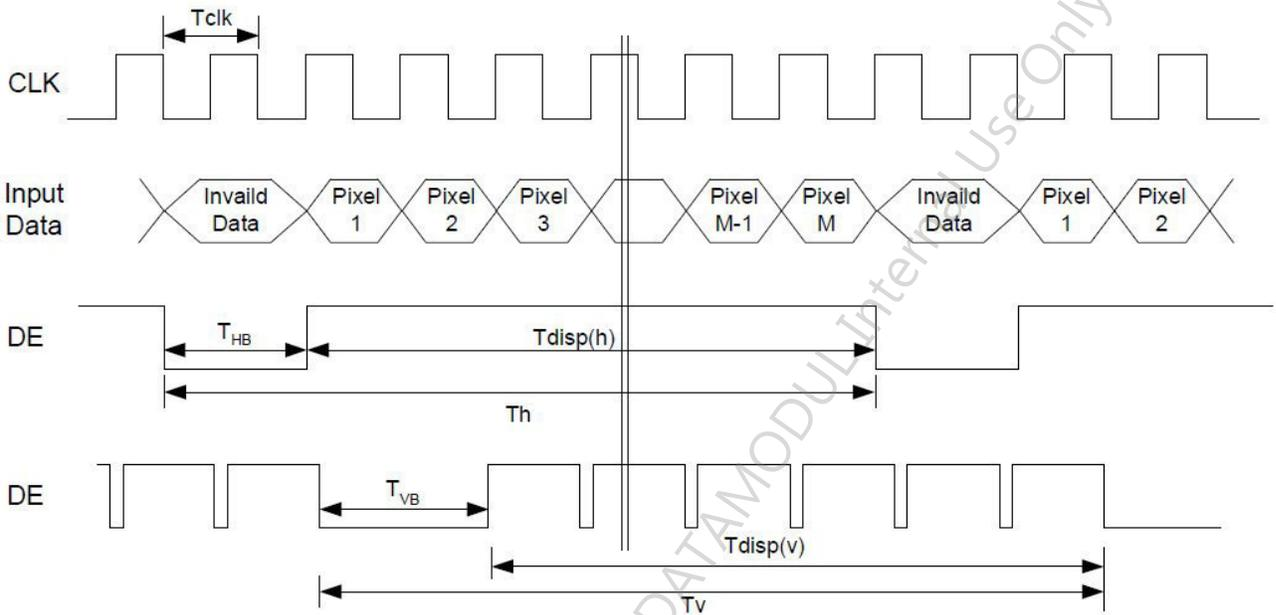 Tclk
CLK
Input
Data
Invaild
Data
Pixel
1
Pixel
2
Pixel
3
Pixel
M-1
Pixel
M
Invaild
Data
Pixel
1
Pixel
2
DE
THB
Tdisp(h)
Th
DE
TVB
Tdisp(v)
Tv
DATAMODUL Internal Use Only